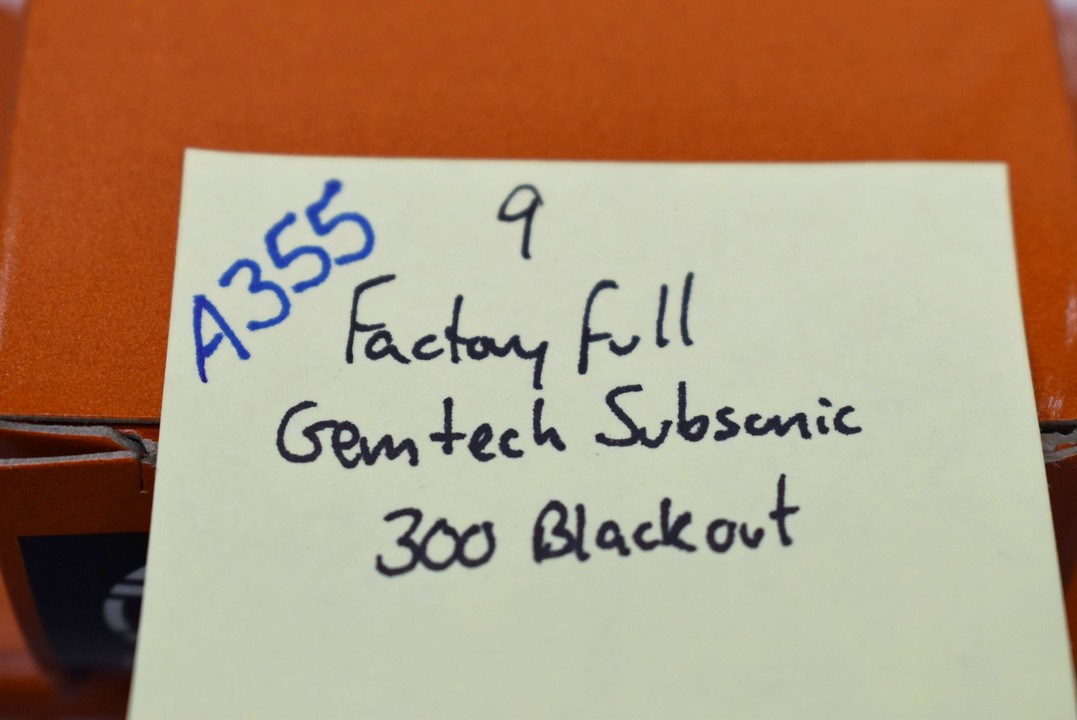 A355
9
Factory Full
Gemtech Subsonic
300 Blackout